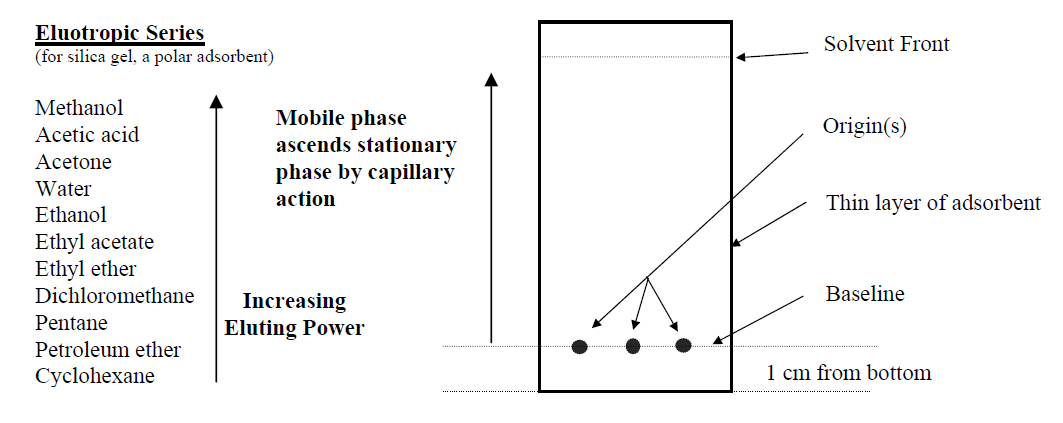 Eluotropic Series
(for silica gel, a polar adsorbent)
Methanol
Acetic acid
Acetone
Water
Ethanol
Ethyl acetate
Ethyl ether
Dichloromethane
Pentane
Petroleum ether
Cyclohexane
Increasing
Eluting Power
Mobile phase
ascends stationary
phase by capillary
action
Solvent Front
Origin(s)
Thin layer of adsorbent
Baseline
1 cm from bottom